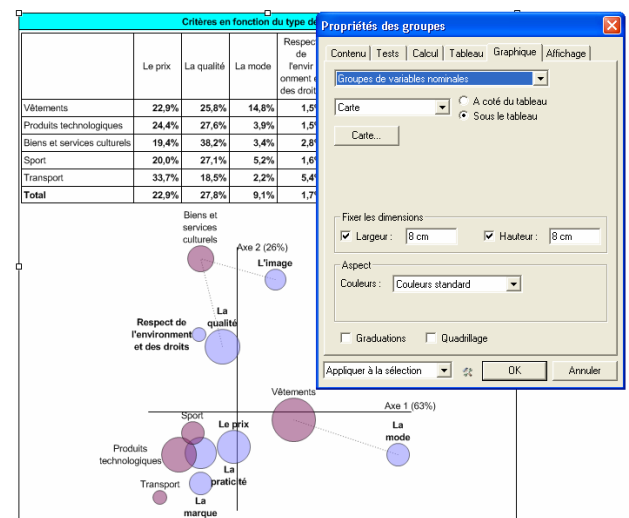 Critères en fonction du type de
Le prix La qualité La mode Respect
de
l'envir
onment e
des droit
Vêtements 22,9% 25,8% 14,8% 1,5
Produits technologiques 24,4% 27,6% 3,9% 1,5
Biens et services culturels 19,4% 38,2% 3,4% 2,8
Sport 20,0% 27,1% 5,2% 1,6
Transport 33,7% 18,5% 2,2% 5,4
Total 22,9% 27,8% 9,1% 1,7
Propriétés des groupes
Contenu Tests Calcul Tableau Graphique Affichage
Groupes de variables nominales
Carte
A coté du tableau
Sous le tableau
Carte...
Fixer les dimensions
Largeur : 8 cm Hauteur : 8 cm
Aspect
Couleurs : Couleurs standard
Graduations Quadrillage
Appliquer à la sélection OK Annuler
Biens et
services
culturels
Axe 2 (26%)
L'image
La
qualité
Respect de
l'environment
et des droits
Vêtements
Axe 1 (63%)
La
mode
Sport
Le prix
Produits
technologiques
La
praticité
Transport
La
marque